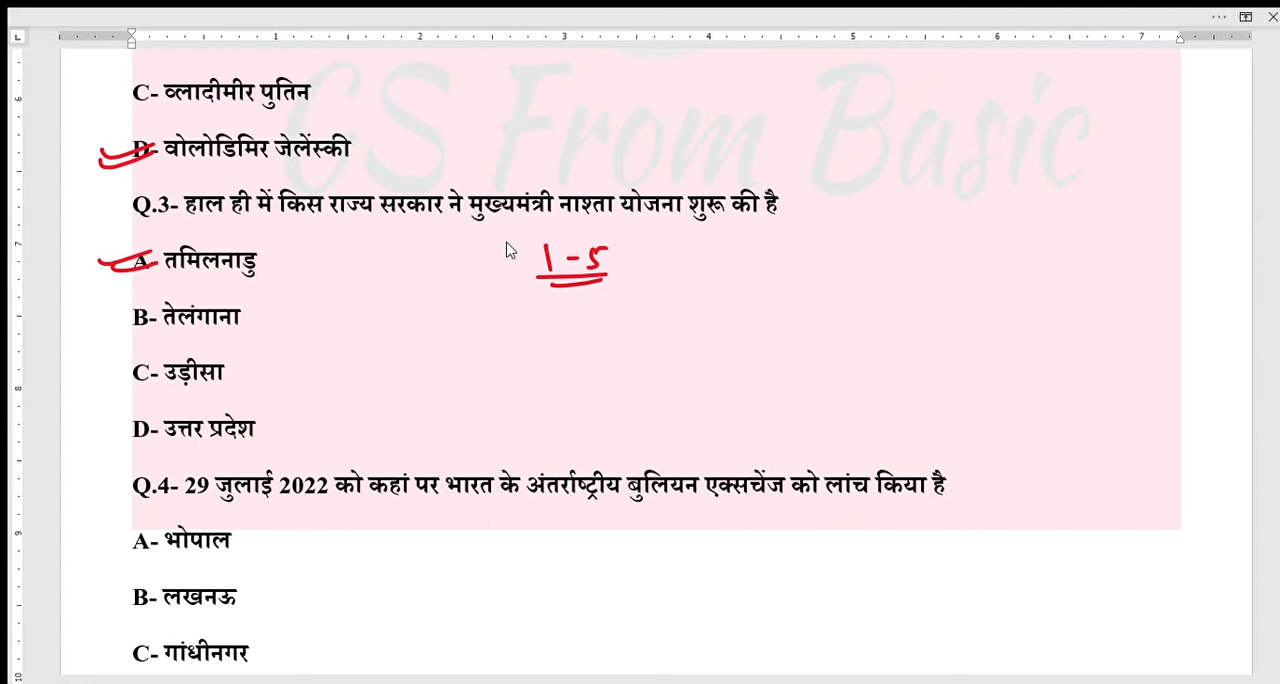 GS From Basic
C- व्लादीमीर पुतिन
D- वोलोडिमिर जेलेंस्की
Q.3- हाल ही में किस राज्य सरकार ने मुख्यमंत्री नाश्ता योजना शुरू की है
A- तमिलनाडु
1-5
B- तेलंगाना
C- उड़ीसा
D- उत्तर प्रदेश
Q.4- 29 जुलाई 2022 को कहां पर भारत के अंतर्राष्ट्रीय बुलियन एक्सचेंज को लांच किया है
A- भोपाल
B- लखनऊ
C- गांधीनगर